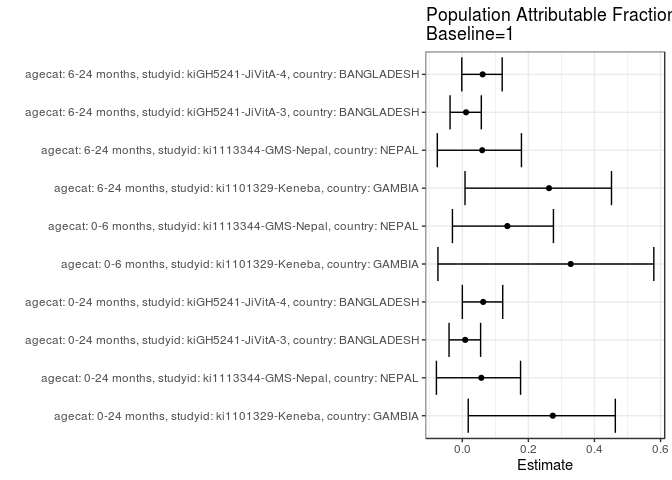 Population Attributable Fraction
Baseline=1
agecat: 6-24 months, studyid: kiGH5241-JiVitA-4, country: BANGLADESH
agecat: 6-24 months, studyid: kiGH5241-JiVitA-3, country: BANGLADESH
agecat: 6-24 months, studyid: ki1113344-GMS-Nepal, country: NEPAL
agecat: 6-24 months, studyid: ki1101329-Keneba, country: GAMBIA
agecat: 0-6 months, studyid: ki1113344-GMS-Nepal, country: NEPAL
agecat: 0-6 months, studyid: ki1101329-Keneba, country: GAMBIA
agecat: 0-24 months, studyid: kiGH5241-JiVitA-4, country: BANGLADESH
agecat: 0-24 months, studyid: kiGH5241-JiVitA-3, country: BANGLADESH
agecat: 0-24 months, studyid: ki1113344-GMS-Nepal, country: NEPAL
agecat: 0-24 months, studyid: ki1101329-Keneba, country: GAMBIA
0.0 0.2 0.4 0.6
Estimate